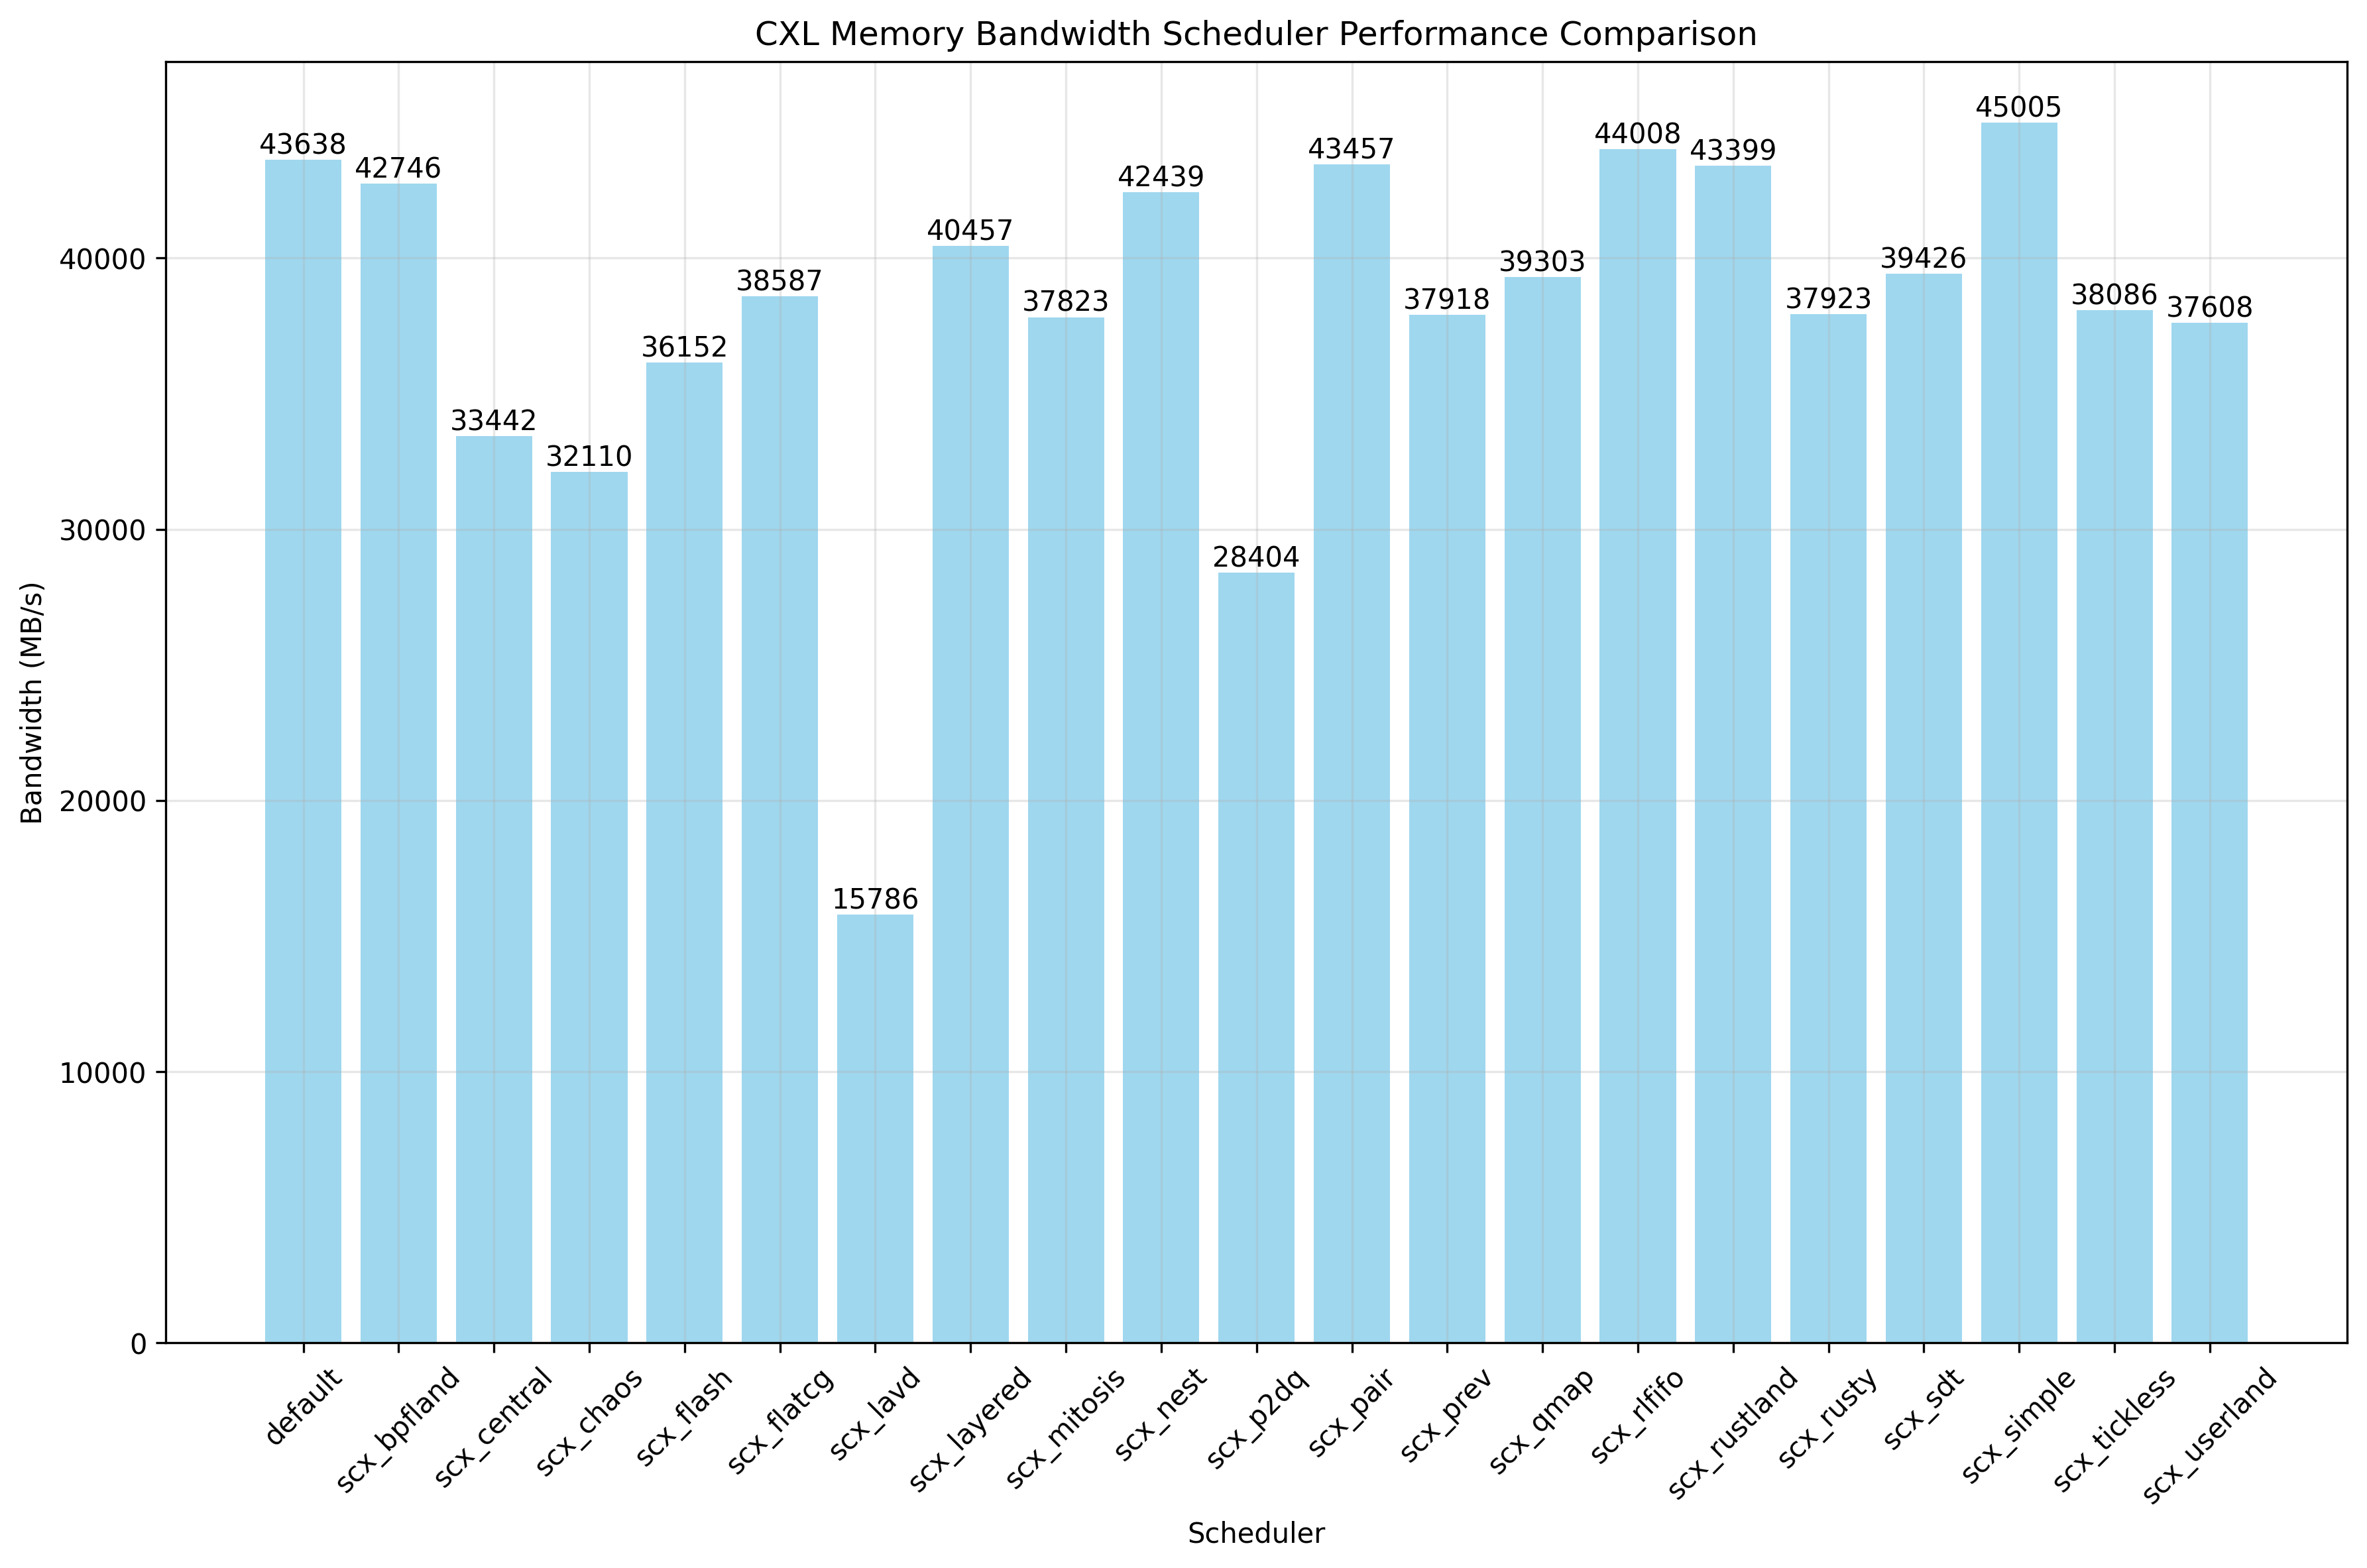 CXL Memory Bandwidth Scheduler Performance Comparison
Bandwidth (MB/s)
40000
30000
20000
10000
0
43638
42746
33442
32110
36152
38587
15786
40457
37823
42439
28404
43457
37918
39303
44008
43399
37923
39426
45005
38086
37608
default
scx_bpfland
scx_central
scx_chaos
scx_flash
scx_flatcg
scx_lavd
scx_layered
scx_mitosis
scx_nest
scx_p2dq
scx_pair
scx_prev
scx_qmap
scx_rlfifo
scx_rustland
scx_rusty
scx_sdt
scx_simple
scx_tickless
scx_userland
Scheduler